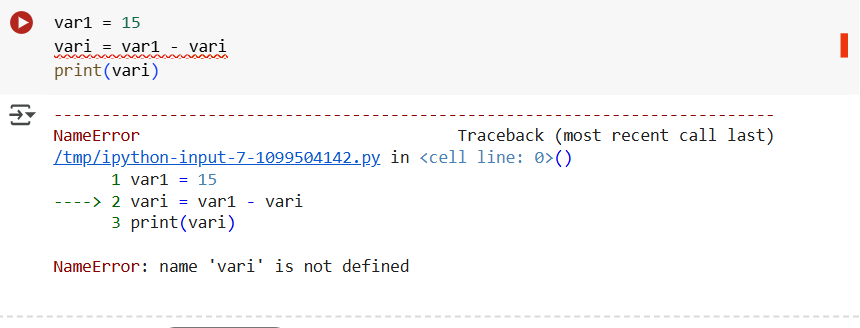 var1 = 15
vari = var1 - vari
print(vari)
---------------------------------------------------------------------------
NameError                                 Traceback (most recent call last)
/tmp/ipython-input-7-1099504142.py in <cell line: 0>()
      1 var1 = 15
----> 2 vari = var1 - vari
      3 print(vari)
NameError: name 'vari' is not defined